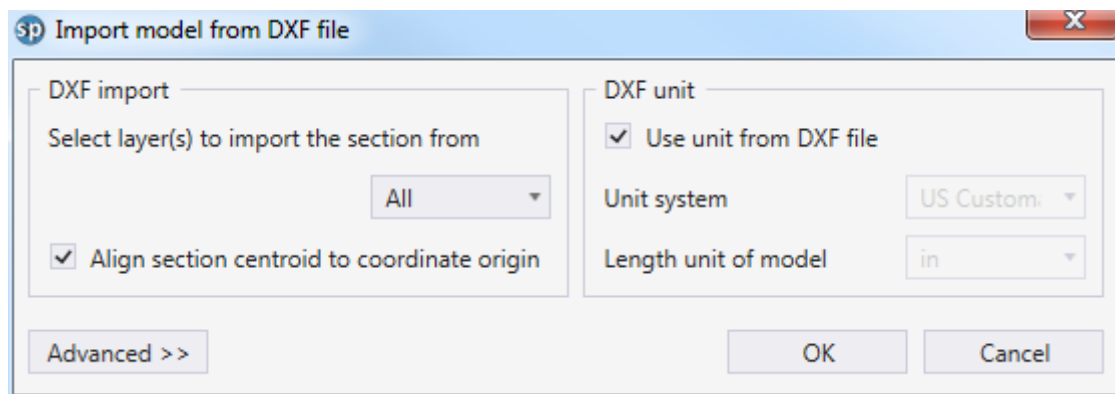 sp Import model from DXF file
x
DXF import
Select layer(s) to import the section from
All
Align section centroid to coordinate origin
DXF unit
Use unit from DXF file
Unit system
US Custom
Length unit of model
in
Advanced >>
OK
Cancel